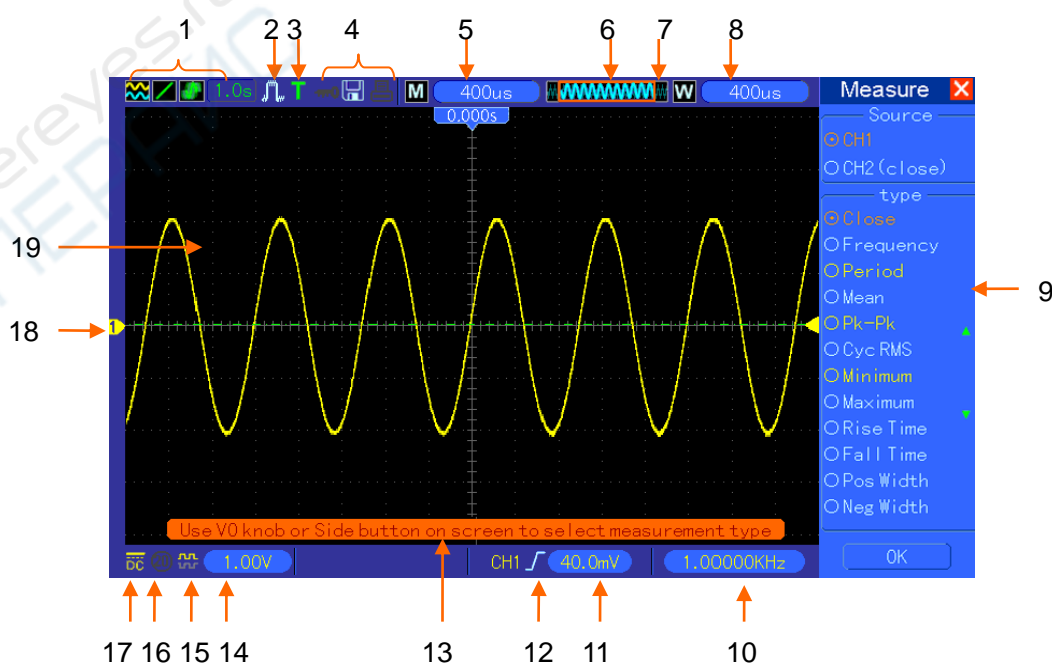 1 2 3 4 5 6 7 8
1.0s T M 400us W 400us
Measure
0.000s
Source
CH1
CH2(close)
type
Close
Frequency
Period
Mean
Pk-Pk
Cyc RMS
Minimum
Maximum
Rise Time
Fall Time
Pos Width
Neg Width
OK
19
9
18
1
Use V0 knob or Side button on screen to select measurement type
DC 1.00V CH1 40.0mV 1.00000KHz
17 16 15 14 13 12 11 10